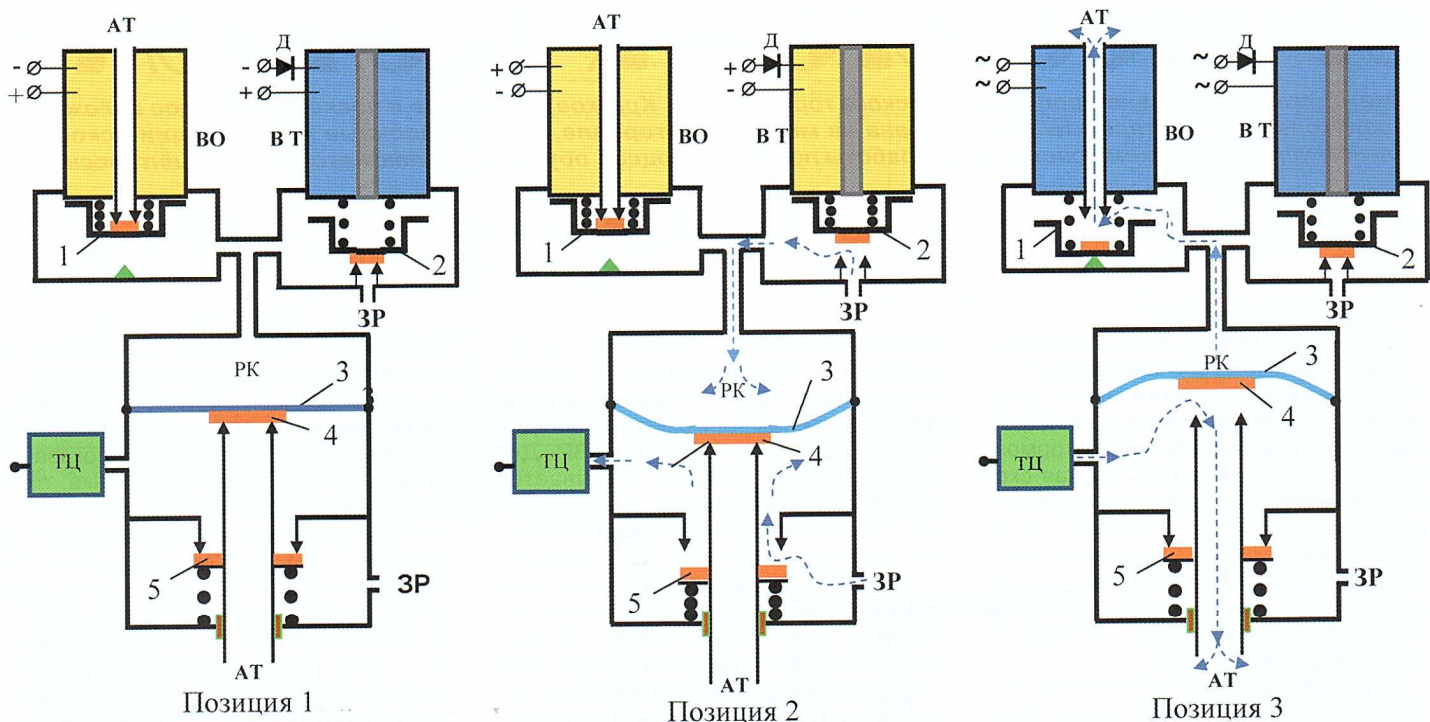 АТ
Д
-
+
-
+
ВО
В Т
1
2
ЗР
РК
3
4
ТЦ
5
ЗР
АТ
Позиция 1
АТ
Д
+
-
+
-
ВО
В Т
1
2
ЗР
РК
3
4
ТЦ
5
ЗР
АТ
Позиция 2
АТ
Д
~
~
~
~
ВО
В Т
1
2
ЗР
РК
3
4
ТЦ
5
ЗР
АТ
Позиция 3